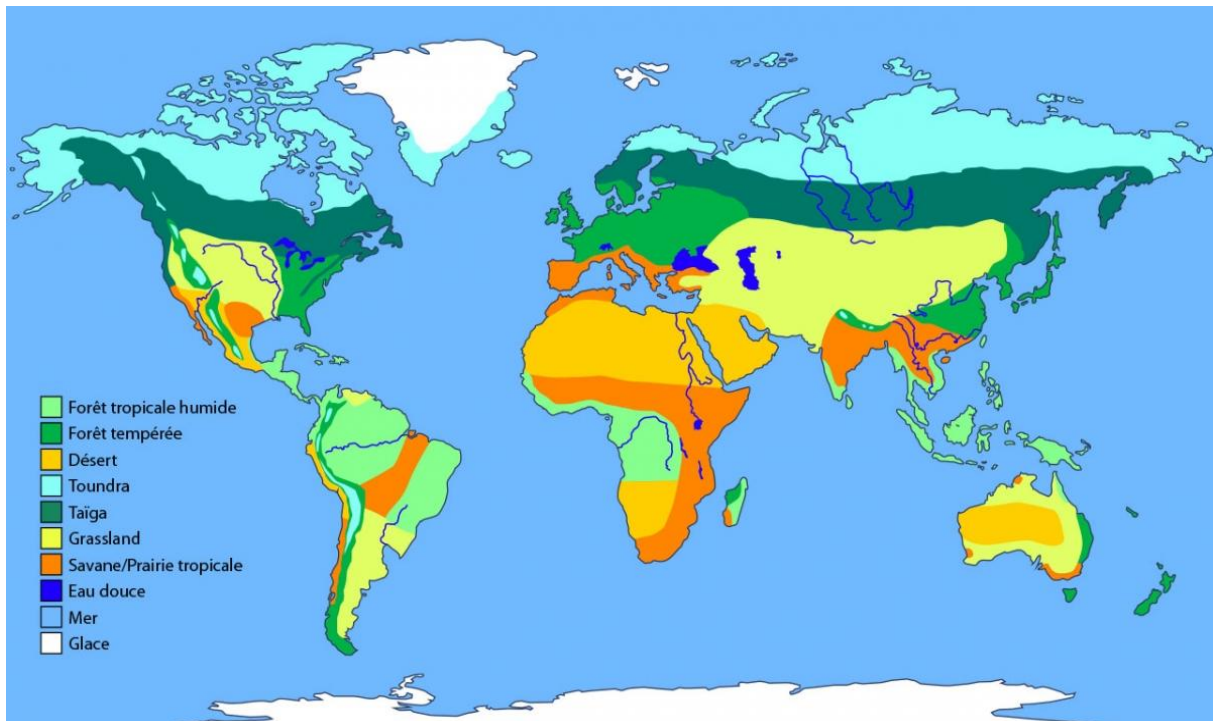 Forêt tropicale humide
Forêt tempérée
Désert
Toundra
Taïga
Grassland
Savane/Prairie tropicale
Eau douce
Mer
Glace